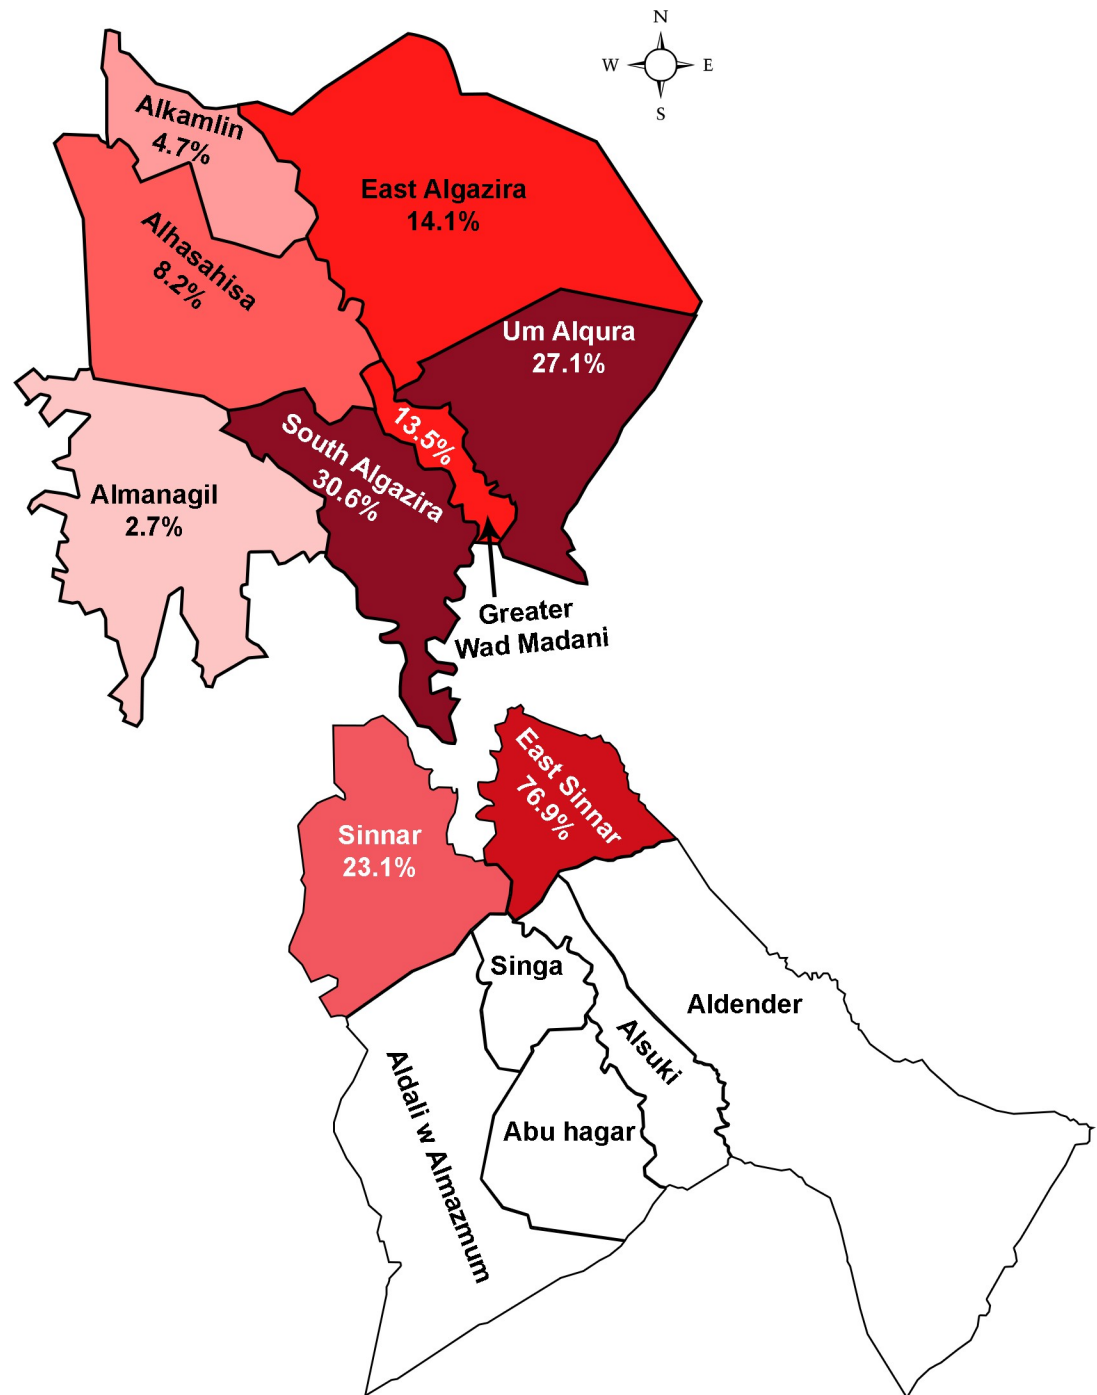 N
W
E
S
Alkamlin
4.7%
East Algazira
14.1%
Alhasahisa
8.2%
Um Alqura
27.1%
13.5%
South Algazira
30.6%
Almanagil
2.7%
Greater
Wad Madani
East Sinnar
76.9%
Sinnar
23.1%
Singa
Aldender
Alsuki
Aldali w Almazmum
Abu hagar